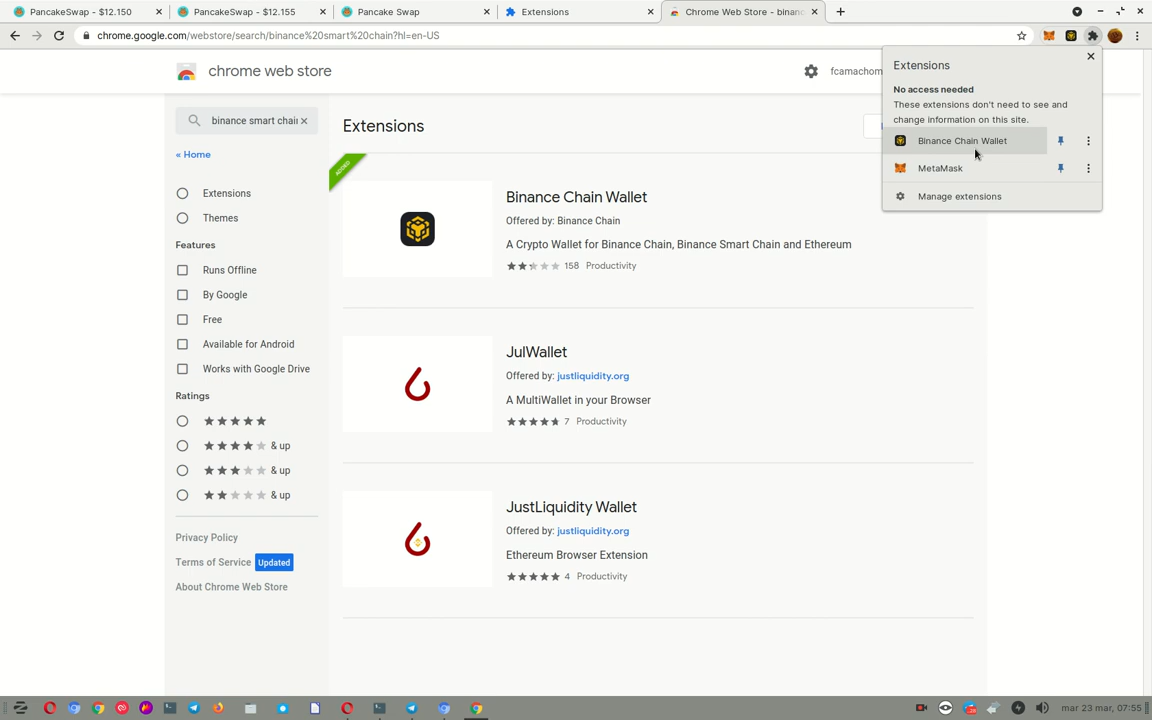 PancakeSwap - $12.150
PancakeSwap - $12.155
Pancake Swap
Extensions
Chrome Web Store - binan
chrome.google.com/webstore/search/binance%20smart%20chain?hl=en-US
chrome web store
fcamachom
Extensions
No access needed
These extensions don't need to see and
change information on this site.
Binance Chain Wallet
MetaMask
Manage extensions
binance smart chain
« Home
Extensions
Themes
Features
Runs Offline
By Google
Free
Available for Android
Works with Google Drive
Ratings
& up
& up
& up
Privacy Policy
Terms of Service Updated
About Chrome Web Store
Extensions
ADDED
Binance Chain Wallet
Offered by: Binance Chain
A Crypto Wallet for Binance Chain, Binance Smart Chain and Ethereum
158 Productivity
JulWallet
Offered by: justliquidity.org
A MultiWallet in your Browser
7 Productivity
JustLiquidity Wallet
Offered by: justliquidity.org
Ethereum Browser Extension
4 Productivity
mar 23 mar, 07:55